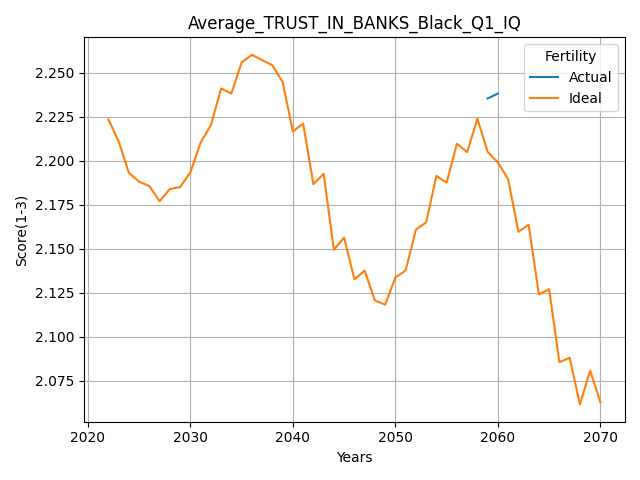 Average_TRUST_IN_BANKS_Black_Q1_IQ
Fertility
Actual
Ideal
Score(1-3)
2.250
2.225
2.200
2.175
2.150
2.125
2.100
2.075
2020 2030 2040 2050 2060 2070
Years